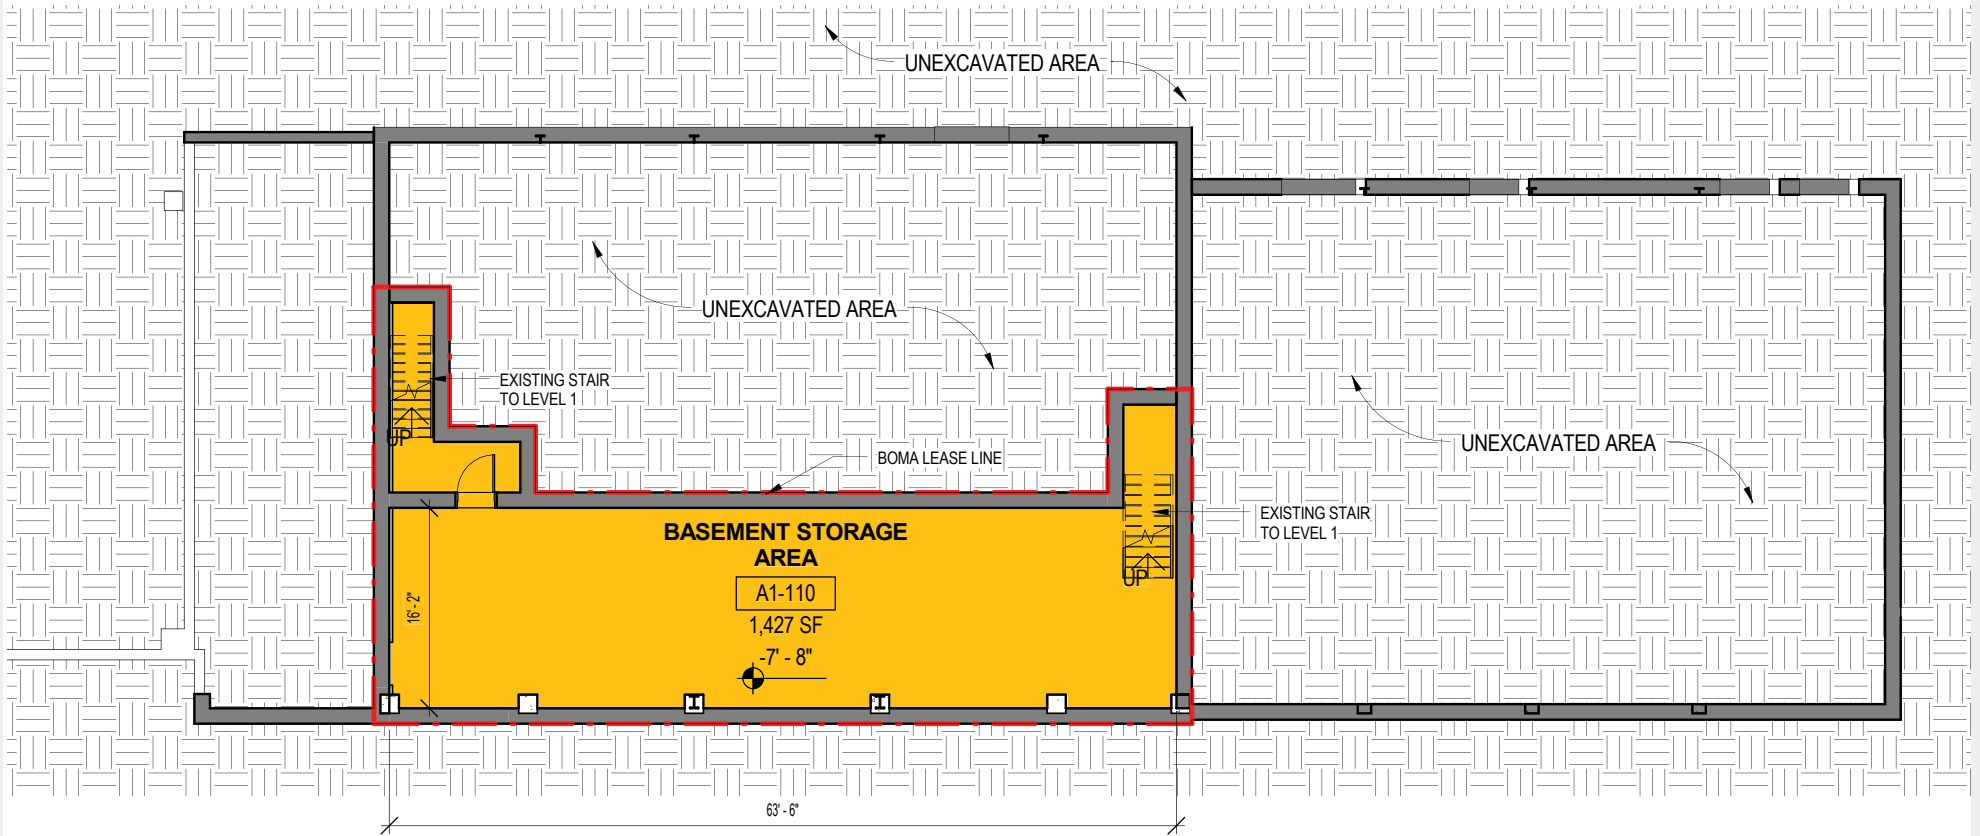 UNEXCAVATED AREA
UNEXCAVATED AREA
EXISTING STAIR
TO LEVEL 1
UP
UNEXCAVATED AREA
BOMA LEASE LINE
EXISTING STAIR
TO LEVEL 1
UP
BASEMENT STORAGE
AREA
A1-110
1,427 SF
-7' - 8"
16' - 2"
63' - 6"